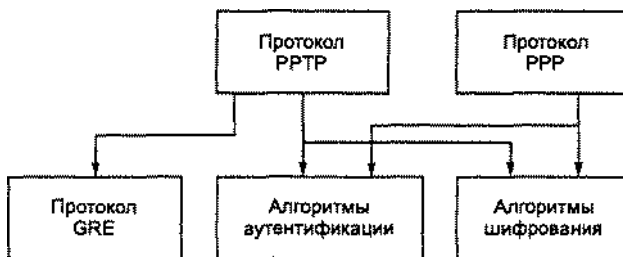 Протокол
PPTP
Протокол
PPP
Протокол
GRE
Алгоритмы
аутентификации
Алгоритмы
шифрования